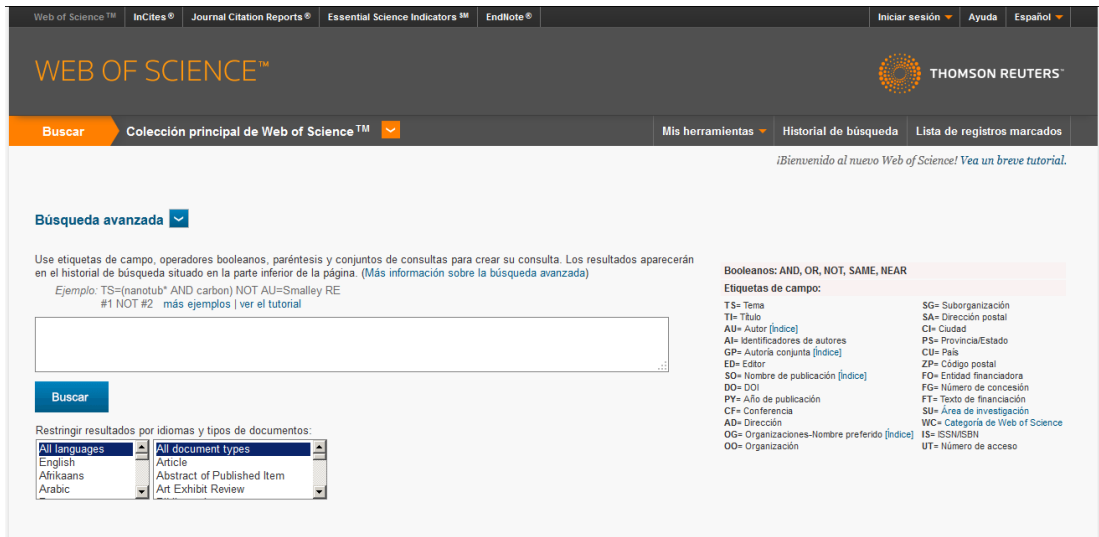 Web of Science™ InCites® Journal Citation Reports® Essential Science Indicators℠ EndNote® Iniciar sesión Ayuda Español
WEB OF SCIENCE™
THOMSON REUTERS™
Buscar Colección principal de Web of Science™ Mis herramientas Historial de búsqueda Lista de registros marcados
¡Bienvenido al nuevo Web of Science! Vea un breve tutorial.
Búsqueda avanzada
Use etiquetas de campo, operadores booleanos, paréntesis y conjuntos de consultas para crear su consulta. Los resultados aparecerán
en el historial de búsqueda situado en la parte inferior de la página. (Más información sobre la búsqueda avanzada)
Ejemplo: TS=(nanotub* AND carbon) NOT AU=Smalley RE
#1 NOT #2 más ejemplos | ver el tutorial
Buscar
Restringir resultados por idiomas y tipos de documentos:
All languages
English
Afrikaans
Arabic
All document types
Article
Abstract of Published Item
Art Exhibit Review
Booleanos: AND, OR, NOT, SAME, NEAR
Etiquetas de campo:
TS= Tema
TI= Título
AU= Autor [Índice]
AI= Identificadores de autores
GP= Autoría conjunta [Índice]
ED= Editor
SO= Nombre de publicación [Índice]
DO= DOI
PY= Año de publicación
CF= Conferencia
AD= Dirección
OG= Organizaciones-Nombre preferido [Índice]
OO= Organización
SG= Suborganización
SA= Dirección postal
CI= Ciudad
PS= Provincia/Estado
CU= País
ZP= Código postal
FO= Entidad financiadora
FG= Número de concesión
FT= Texto de financiación
SU= Área de investigación
WC= Categoría de Web of Science
IS= ISSN/ISBN
UT= Número de acceso